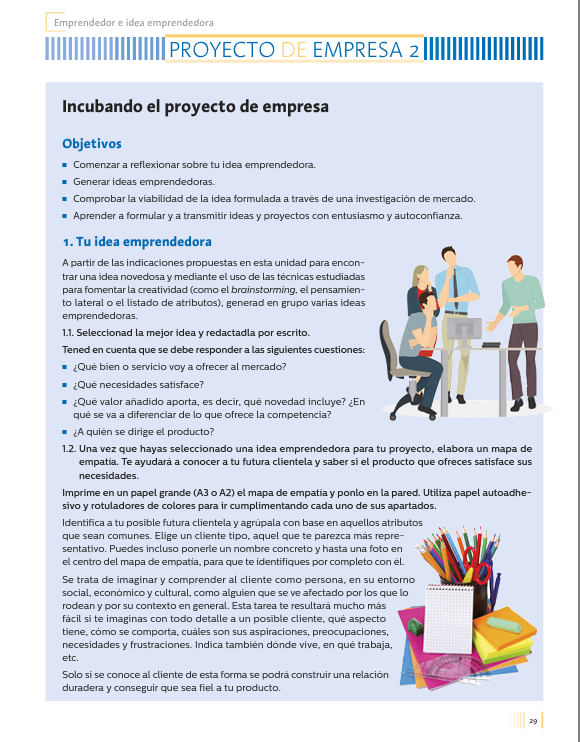 Emprendedor e idea emprendedora
PROYECTO DE EMPRESA 2
Incubando el proyecto de empresa
Objetivos
Comenzar a reflexionar sobre tu idea emprendedora.
Generar ideas emprendedoras.
Comprobar la viabilidad de la idea formulada a través de una investigación de mercado.
Aprender a formular y a transmitir ideas y proyectos con entusiasmo y autoconfianza.
1. Tu idea emprendedora
A partir de las indicaciones propuestas en esta unidad para encon-
trar una idea novedosa y mediante el uso de las técnicas estudiadas
para fomentar la creatividad (como el brainstorming, el pensamien-
to lateral o el listado de atributos), generad en grupo varias ideas
emprendedoras.
1.1. Seleccionad la mejor idea y redactadla por escrito.
Tened en cuenta que se debe responder a las siguientes cuestiones:
¿Qué bien o servicio voy a ofrecer al mercado?
¿Qué necesidades satisface?
¿Qué valor añadido aporta, es decir, qué novedad incluye? ¿En
qué se va a diferenciar de lo que ofrece la competencia?
¿A quién se dirige el producto?
1.2. Una vez que hayas seleccionado una idea emprendedora para tu proyecto, elabora un mapa de
empatía. Te ayudará a conocer a tu futura clientela y saber si el producto que ofreces satisface sus
necesidades.
Imprime en un papel grande (A3 o A2) el mapa de empatía y ponlo en la pared. Utiliza papel autoadhe-
sivo y rotuladores de colores para ir cumplimentando cada uno de sus apartados.
Identifica a tu posible futura clientela y agrúpala con base en aquellos atributos
que sean comunes. Elige un cliente tipo, aquel que te parezca más repre-
sentativo. Puedes incluso ponerle un nombre concreto y hasta una foto en
el centro del mapa de empatía, para que te identifiques por completo con él.
Se trata de imaginar y comprender al cliente como persona, en su entorno
social, económico y cultural, como alguien que se ve afectado por los que lo
rodean y por su contexto en general. Esta tarea te resultará mucho más
fácil si te imaginas con todo detalle a un posible cliente, qué aspecto
tiene, cómo se comporta, cuáles son sus aspiraciones, preocupaciones,
necesidades y frustraciones. Indica también dónde vive, en qué trabaja,
etc.
Solo si se conoce al cliente de esta forma se podrá construir una relación
duradera y conseguir que sea fiel a tu producto.
29